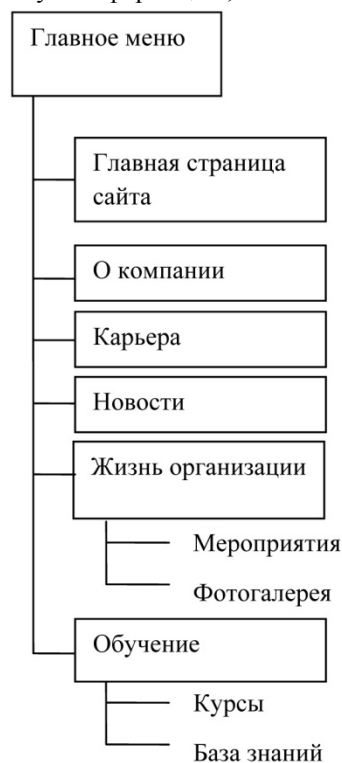 Главное меню
Главная страница
сайта
О компании
Карьера
Новости
Жизнь организации
Мероприятия
Фотогалерея
Обучение
Курсы
База знаний